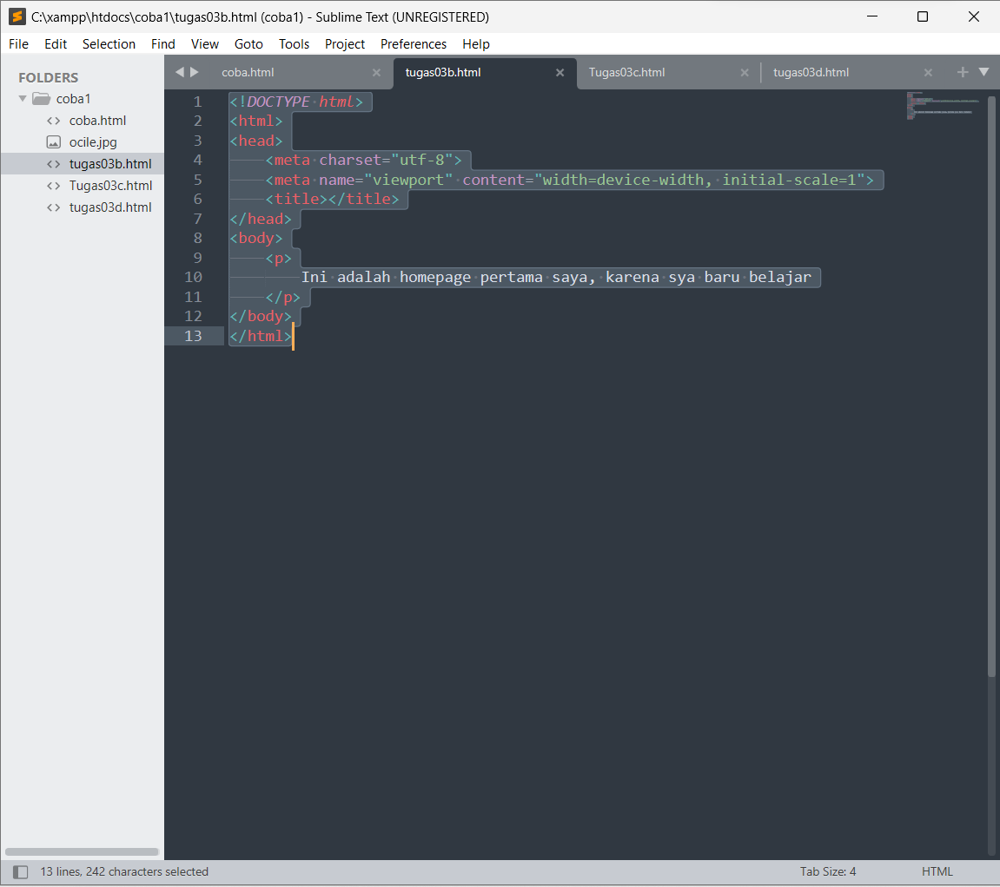 C:\xampp\htdocs\coba1\tugas03b.html (coba1) - Sublime Text (UNREGISTERED)
File Edit Selection Find View Goto Tools Project Preferences Help
FOLDERS
coba1
coba.html
ocile.jpg
tugas03b.html
Tugas03c.html
tugas03d.html
coba.html tugas03b.html Tugas03c.html tugas03d.html
1 <!DOCTYPE html>
2 <html>
3 <head>
4 <meta charset="utf-8">
5 <meta name="viewport" content="width=device-width, initial-scale=1">
6 <title></title>
7 </head>
8 <body>
9 <p>
10 Ini adalah homepage pertama saya, karena sya baru belajar
11 </p>
12 </body>
13 </html>
13 lines, 242 characters selected Tab Size: 4 HTML